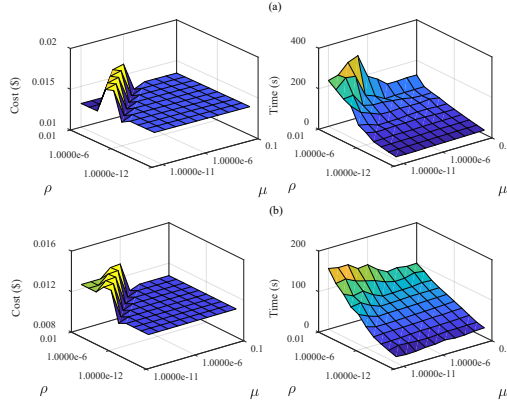 (a)
0.02
0.015
0.01
Cost ($)
0.01
1.0000e-6
1.0000e-12
ρ
1.0000e-11
1.0000e-6
0.1
μ
400
200
0
Time (s)
0.01
1.0000e-6
1.0000e-12
ρ
1.0000e-11
1.0000e-6
0.
μ
(b)
0.016
0.012
0.008
Cost ($)
0.01
1.0000e-6
1.0000e-12
ρ
1.0000e-11
1.0000e-6
0.1
μ
200
100
0
Time (s)
0.01
1.0000e-6
1.0000e-12
ρ
1.0000e-11
1.0000e-6
0.
μ